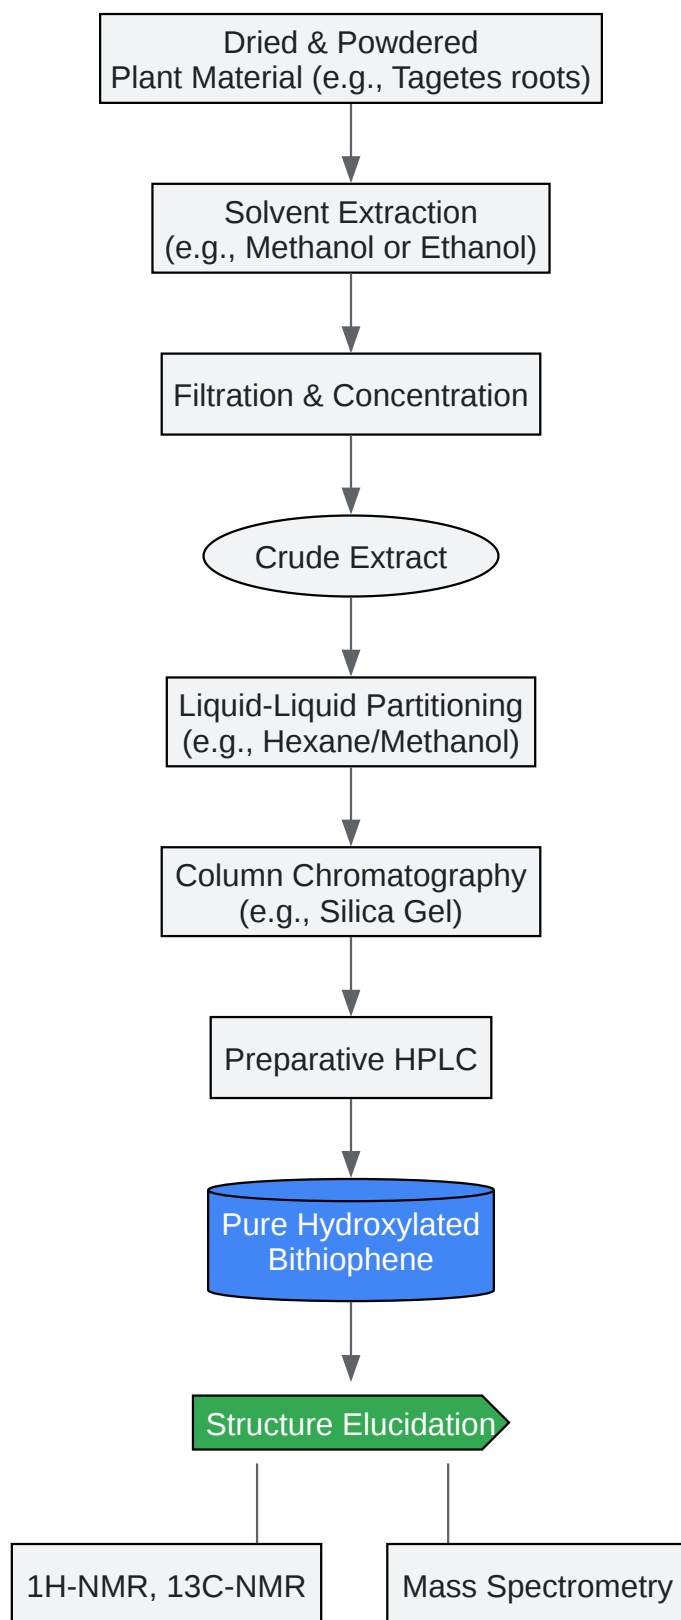 Dried & Powdered
Plant Material (e.g., Tagetes roots)
Solvent Extraction
(e.g., Methanol or Ethanol)
Filtration & Concentration
Crude Extract
Liquid-Liquid Partitioning
(e.g., Hexane/Methanol)
Column Chromatography
(e.g., Silica Gel)
Preparative HPLC
Pure Hydroxylated
Bithiophene
Structure Elucidation
1H-NMR, 13C-NMR
Mass Spectrometry